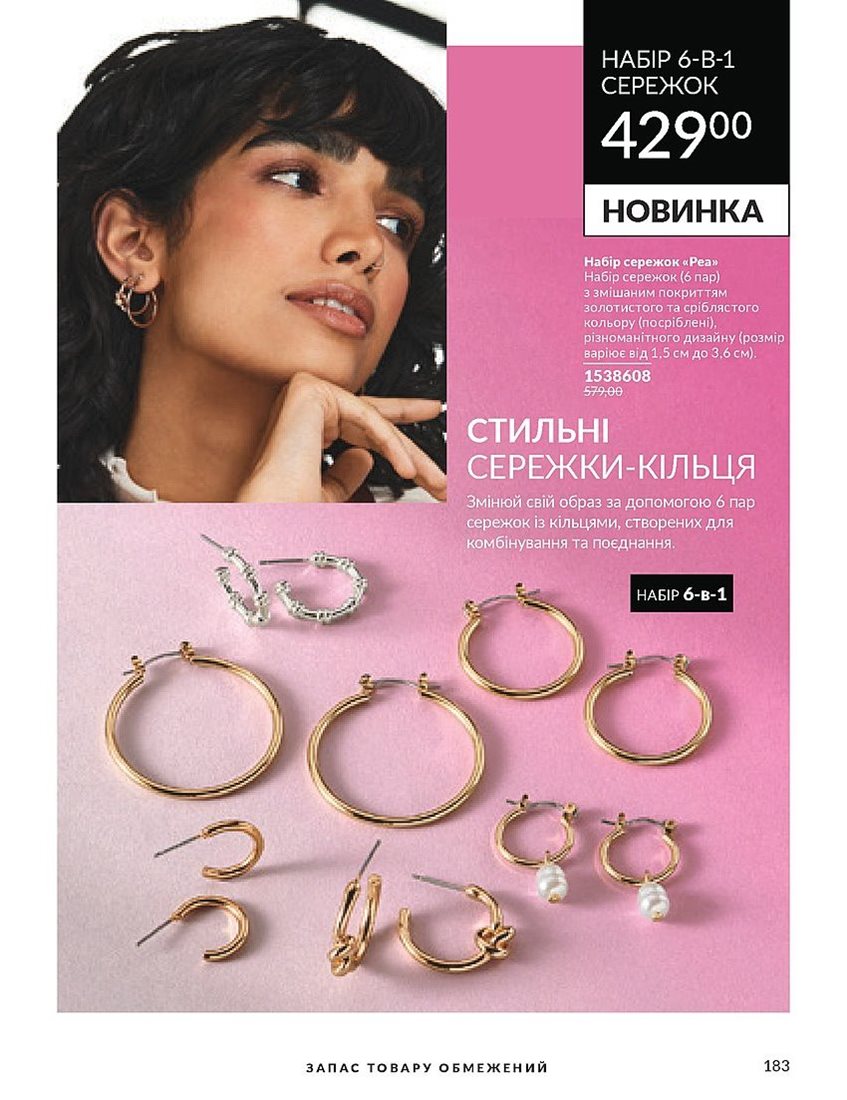 НАБІР 6-В-1
СЕРЕЖОК
429⁰⁰
НОВИНКА
Набір сережок «Реа»
Набір сережок (6 пар)
з змішаним покриттям
золотистого та сріблястого
кольору (посріблені),
різноманітного дизайну (розмір
варіює від 1,5 см до 3,6 см).
1538608
579,00
СТИЛЬНІ
СЕРЕЖКИ-КІЛЬЦЯ
Змінюй свій образ за допомогою 6 пар
сережок із кільцями, створених для
комбінування та поєднання.
НАБІР 6-в-1
ЗАПАС ТОВАРУ ОБМЕЖЕНИЙ
183